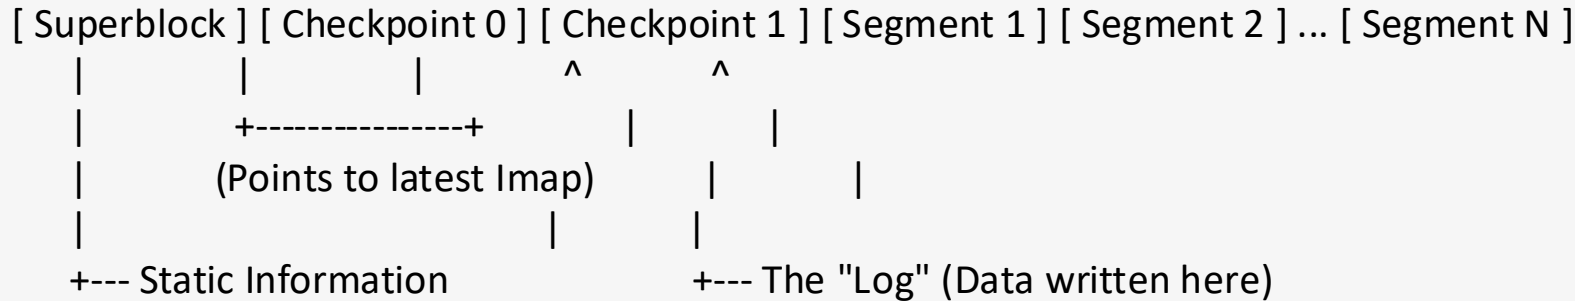 [ Superblock ] [ Checkpoint 0 ] [ Checkpoint 1 ] [ Segment 1 ] [ Segment 2 ] ... [ Segment N ]
| | | ^ ^
| +----------------+ | |
| (Points to latest Imap) | |
| | |
+--- Static Information +--- The "Log" (Data written here)